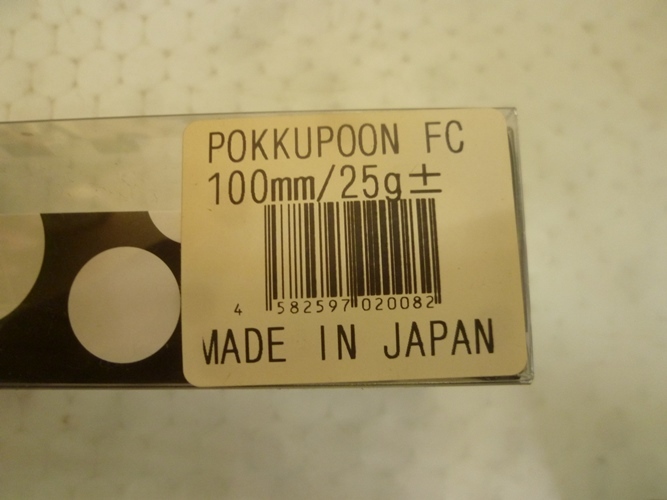 POKKUPOON FC
100mm/25g±
4 582597 020082
MADE IN JAPAN